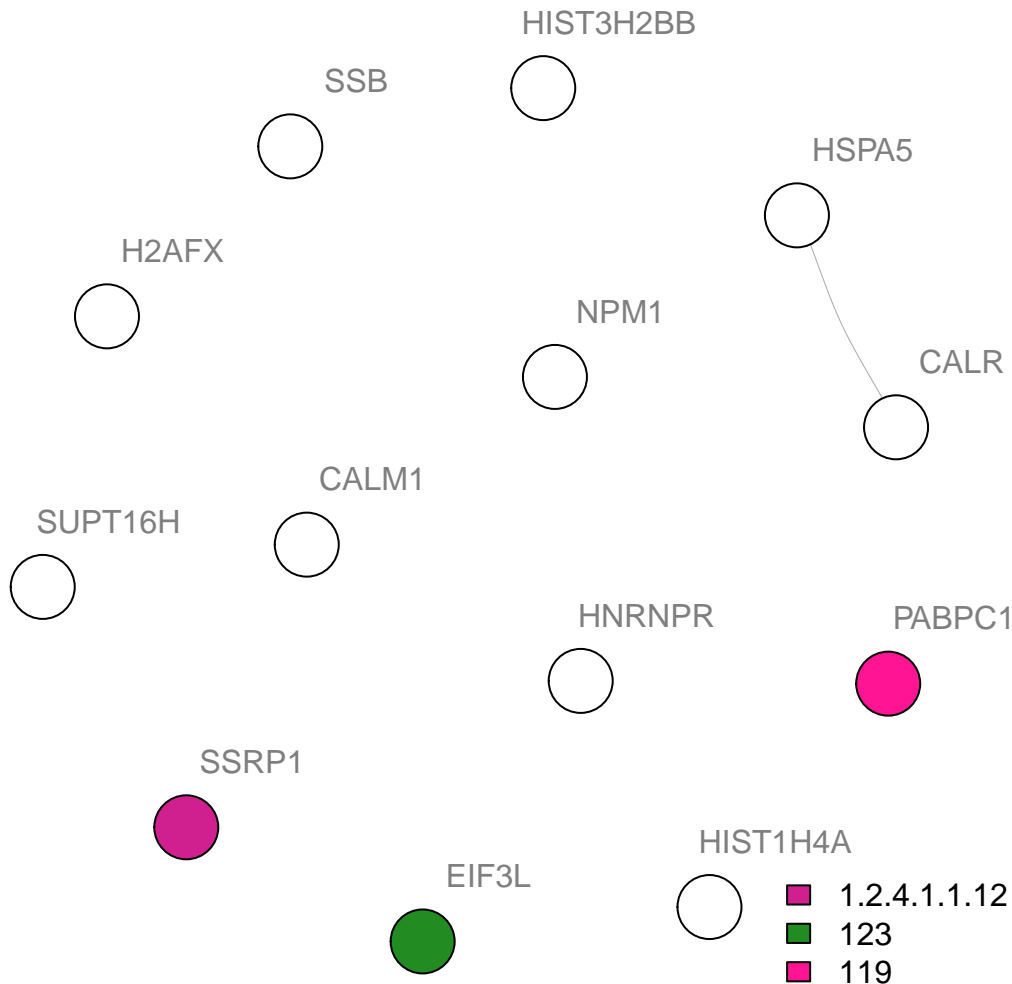 HIST3H2BB
SSB
HSPA5
H2AFX
NPM1
CALR
CALM1
SUPT16H
HNRNPR
PABPC1
SSRP1
HIST1H4A
EIF3L
1.2.4.1.1.12
123
119